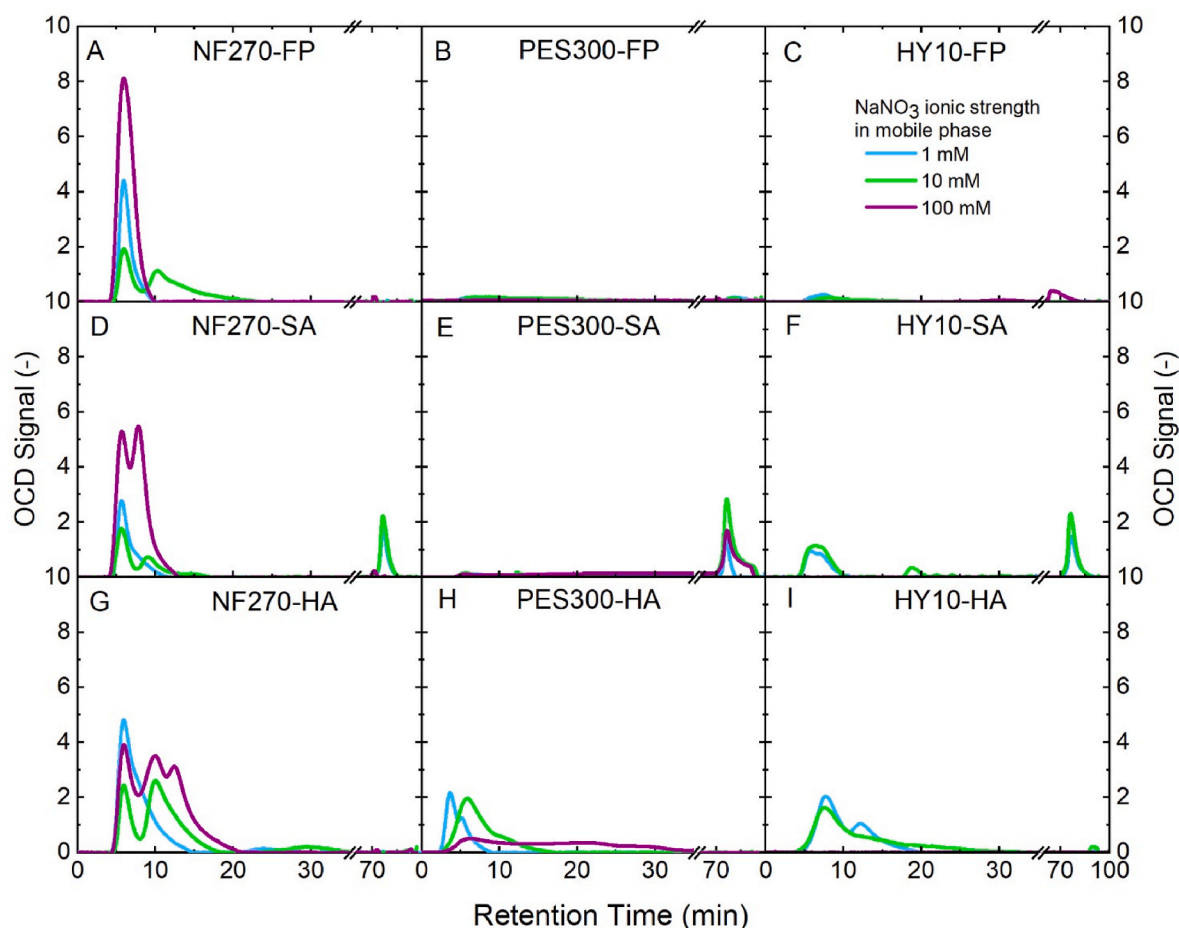 10 A NF270-FP B PES300-FP C HY10-FP 10
8 NaNO3 ionic strength 8
in mobile phase
6 1 mM 6
10 mM
4 100 mM 4
2 2
10 10
D NF270-SA E PES300-SA F HY10-SA
8 8
6 6
4 4
2 2
10 10
G NF270-HA H PES300-HA I HY10-HA
8 8
6 6
4 4
2 2
0 0
0 10 20 30 70 0 10 20 30 70 0 10 20 30 70 100
OCD Signal (-)
OCD Signal (-)
Retention Time (min)